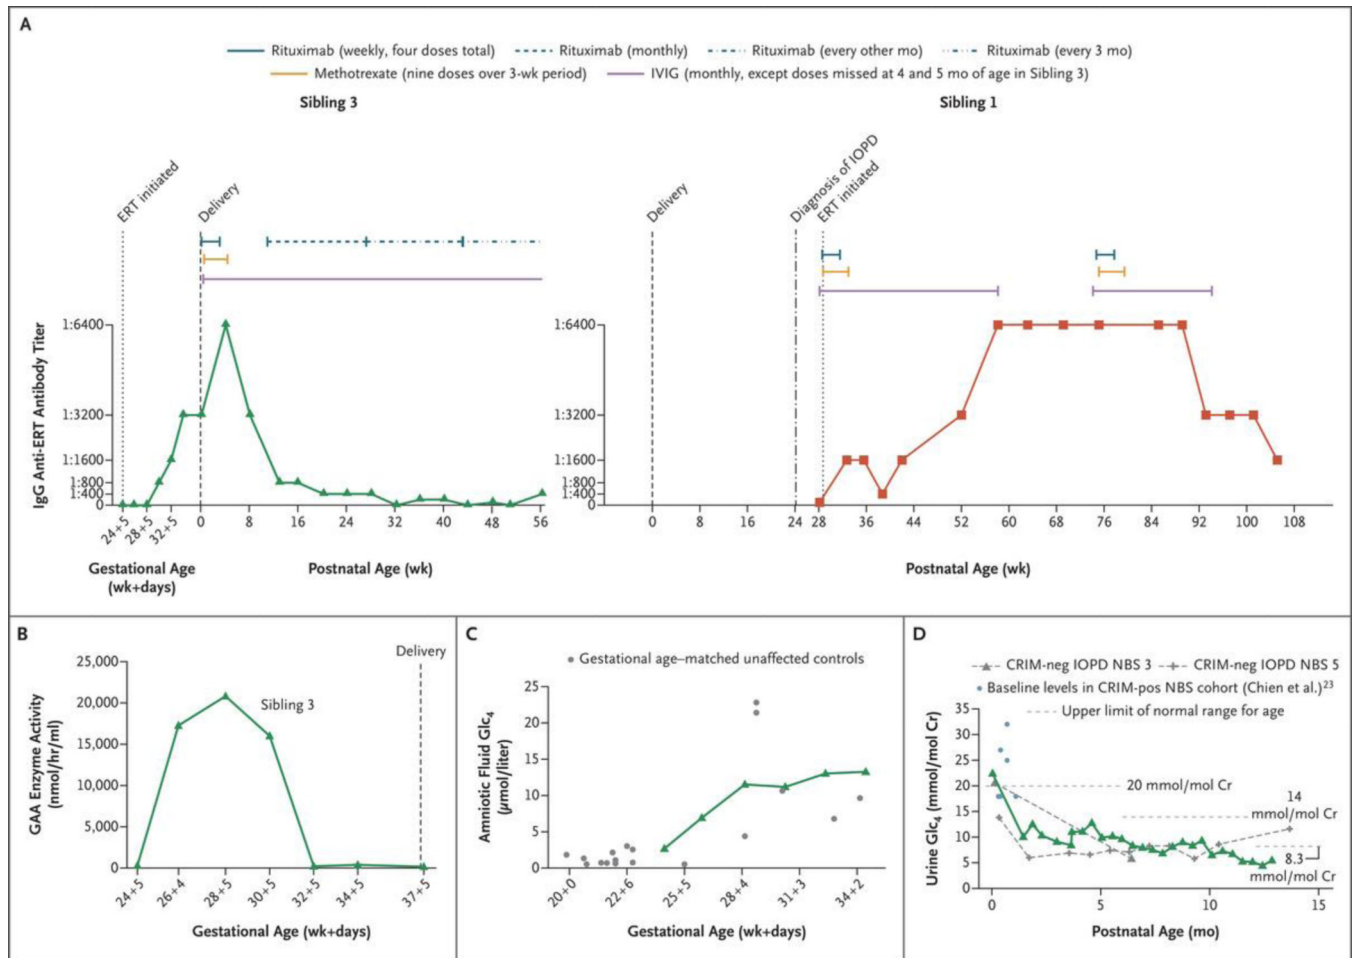 A
Rituximab (weekly, four doses total) Rituximab (monthly) Rituximab (every other mo) Rituximab (every 3 mo)
Methotrexate (nine doses over 3-wk period) IVIG (monthly, except doses missed at 4 and 5 mo of age in Sibling 3)
Sibling 3
ERT initiated
Delivery
IgG Anti-ERT Antibody Titer
1:6400
1:3200
1:1600
1:800
1:400
0
24+5 28+5 32+5 0 8 16 24 32 40 48 56
Gestational Age
(wk+days)
Postnatal Age (wk)
Sibling 1
Delivery
Diagnosis of IOPD
ERT initiated
1:6400
1:3200
1:1600
1:800
1:400
0
0 8 16 24 28 36 44 52 60 68 76 84 92 100 108
Postnatal Age (wk)
B
Delivery
Sibling 3
GAA Enzyme Activity
(nmol/hr/ml)
25,000
20,000
15,000
10,000
5,000
0
24+5 26+4 28+5 30+5 32+5 34+5 37+5
Gestational Age (wk+days)
C
Gestational age–matched unaffected controls
Amniotic Fluid Glc4
(µmol/liter)
25
20
15
10
5
0
20+0 22+6 25+5 28+4 31+3 34+2
Gestational Age (wk+days)
D
CRIM-neg IOPD NBS 3 CRIM-neg IOPD NBS 5
Baseline levels in CRIM-pos NBS cohort (Chien et al.)23
Upper limit of normal range for age
Urine Glc4 (mmol/mol Cr)
35
30
25
20
15
10
5
0
20 mmol/mol Cr
14
mmol/mol Cr
8.3
mmol/mol Cr
0 5 10 15
Postnatal Age (mo)